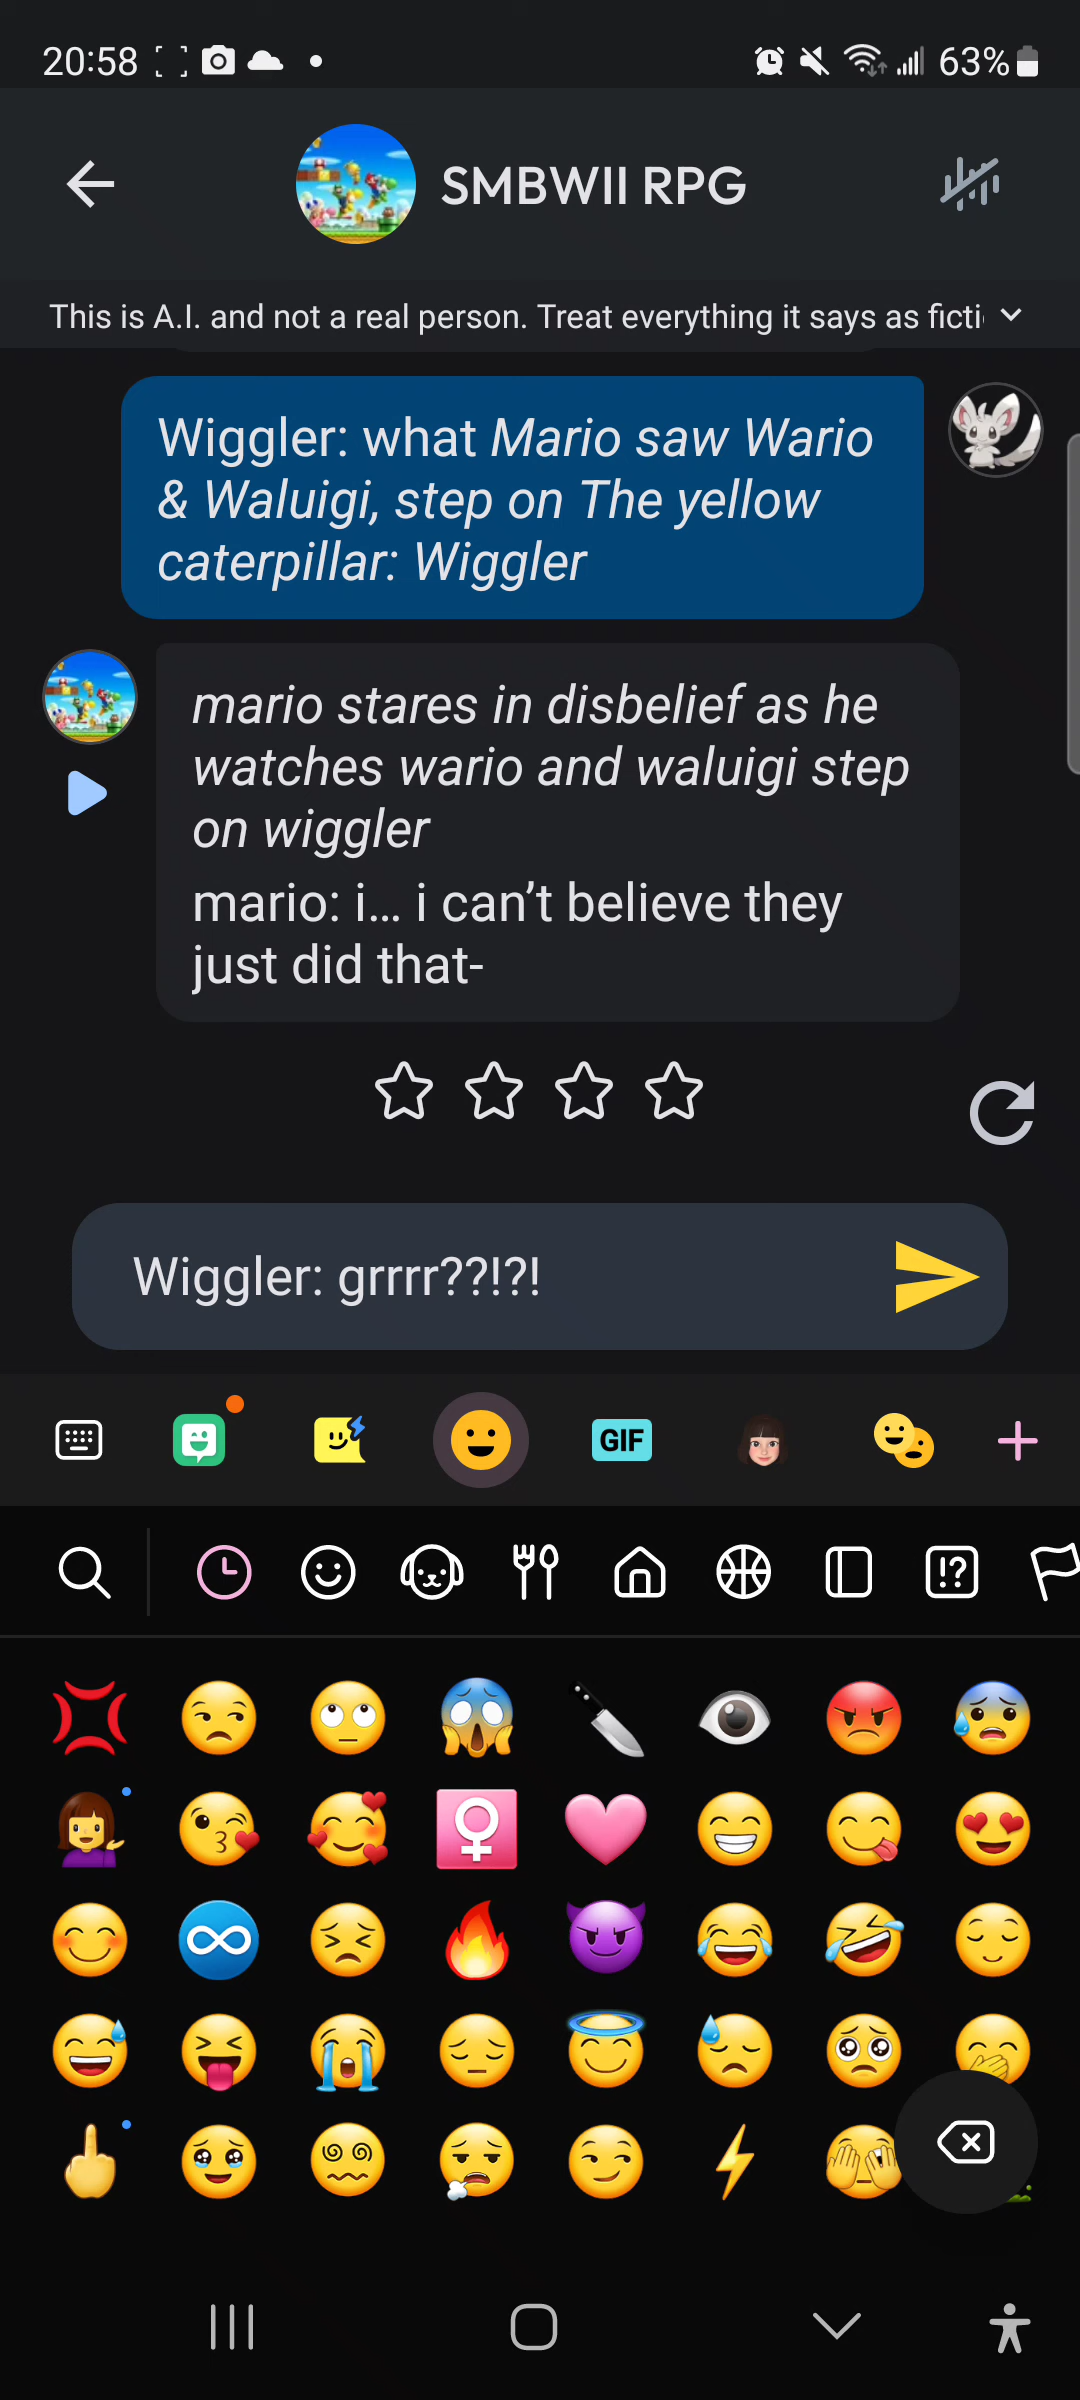 20:58
63%
SMBWII RPG
This is A.I. and not a real person. Treat everything it says as ficti
Wiggler: what Mario saw Wario
& Waluigi, step on The yellow
caterpillar: Wiggler
mario stares in disbelief as he
watches wario and waluigi step
on wiggler
mario: i... i can’t believe they
just did that-
Wiggler: grrrr??!?!
GIF
!?